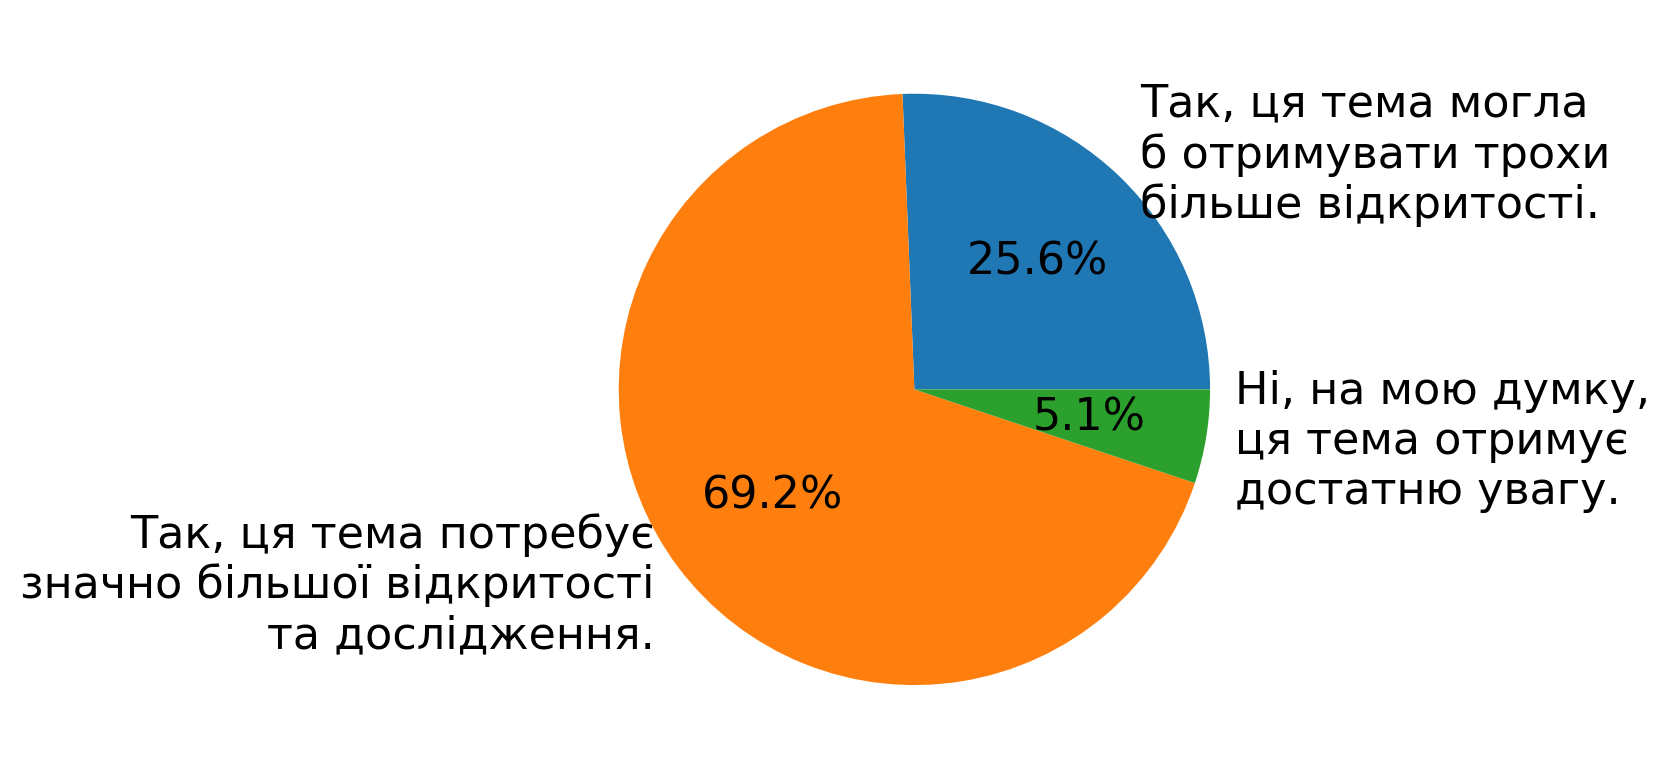 Так, ця тема могла
б отримувати трохи
більше відкритості.
25.6%
Ні, на мою думку,
ця тема отримує
достатню увагу.
5.1%
69.2%
Так, ця тема потребує
значно більшої відкритості
та дослідження.